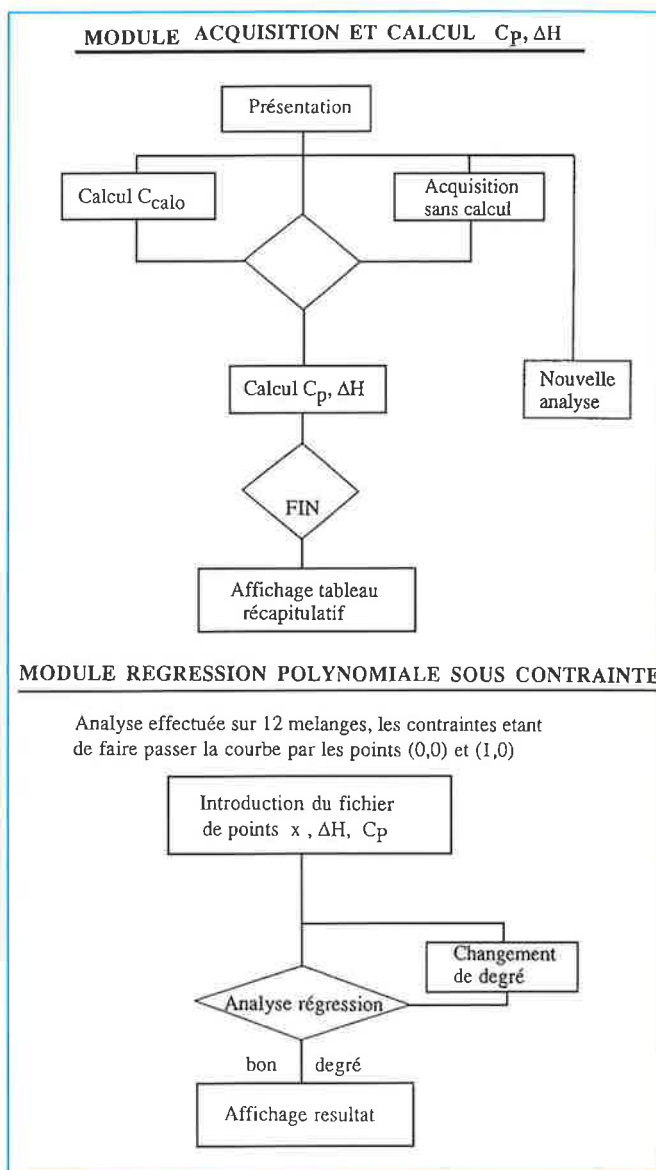 MODULE ACQUISITION ET CALCUL Cp, ΔH
Présentation
Calcul Ccalo
Acquisition
sans calcul
Calcul Cp, ΔH
Nouvelle
analyse
FIN
Affichage tableau
récapitulatif
MODULE REGRESSION POLYNOMIALE SOUS CONTRAINTE
Analyse effectuée sur 12 melanges, les contraintes etant
de faire passer la courbe par les points (0,0) et (1,0)
Introduction du fichier
de points x , ΔH, Cp
Changement
de degré
Analyse régression
bon degré
Affichage resultat